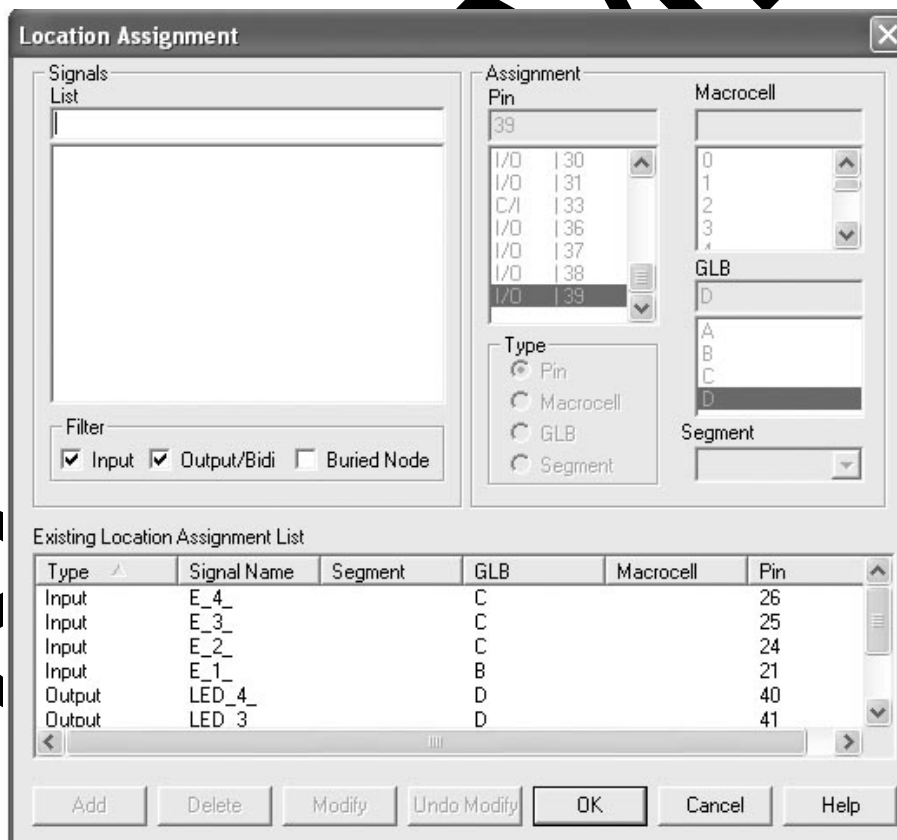 Location Assignment
Signals
List
Assignment
Pin
39
I/O | 30
I/O | 31
C/I | 33
I/O | 36
I/O | 37
I/O | 38
I/O | 39
Macrocell
0
1
2
3
4
GLB
D
A
B
C
D
Type
Pin
Macrocell
GLB
Segment
Segment
Filter
Input Output/Bidi Buried Node
Existing Location Assignment List
Type Signal Name Segment GLB Macrocell Pin
Input E_4_ C 26
Input E_3_ C 25
Input E_2_ C 24
Input E_1_ B 21
Output LED_4_ D 40
Output LED_3 D 41
Add Delete Modify Undo Modify OK Cancel Help